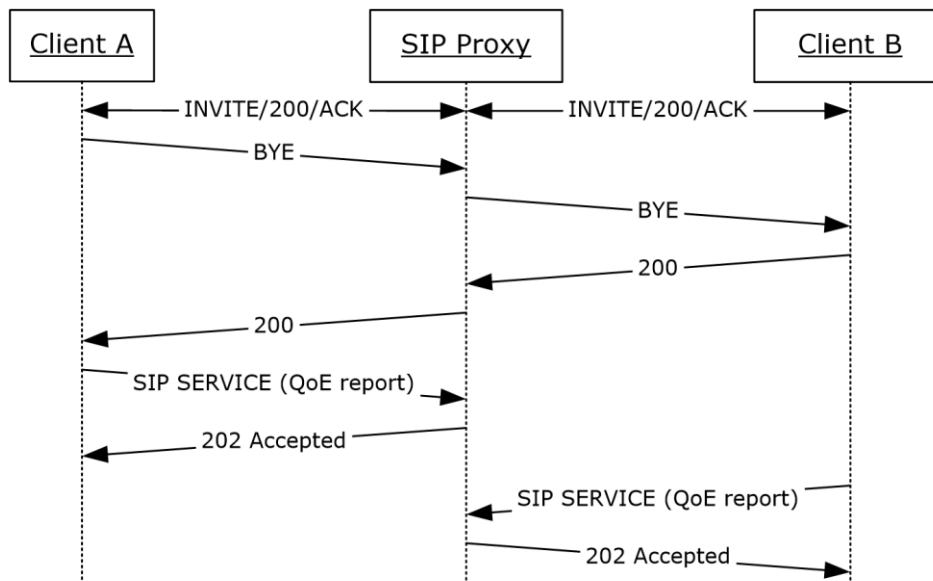 Client A
SIP Proxy
Client B
INVITE/200/ACK
INVITE/200/ACK
BYE
BYE
200
200
SIP SERVICE (QoE report)
202 Accepted
SIP SERVICE (QoE report)
202 Accepted